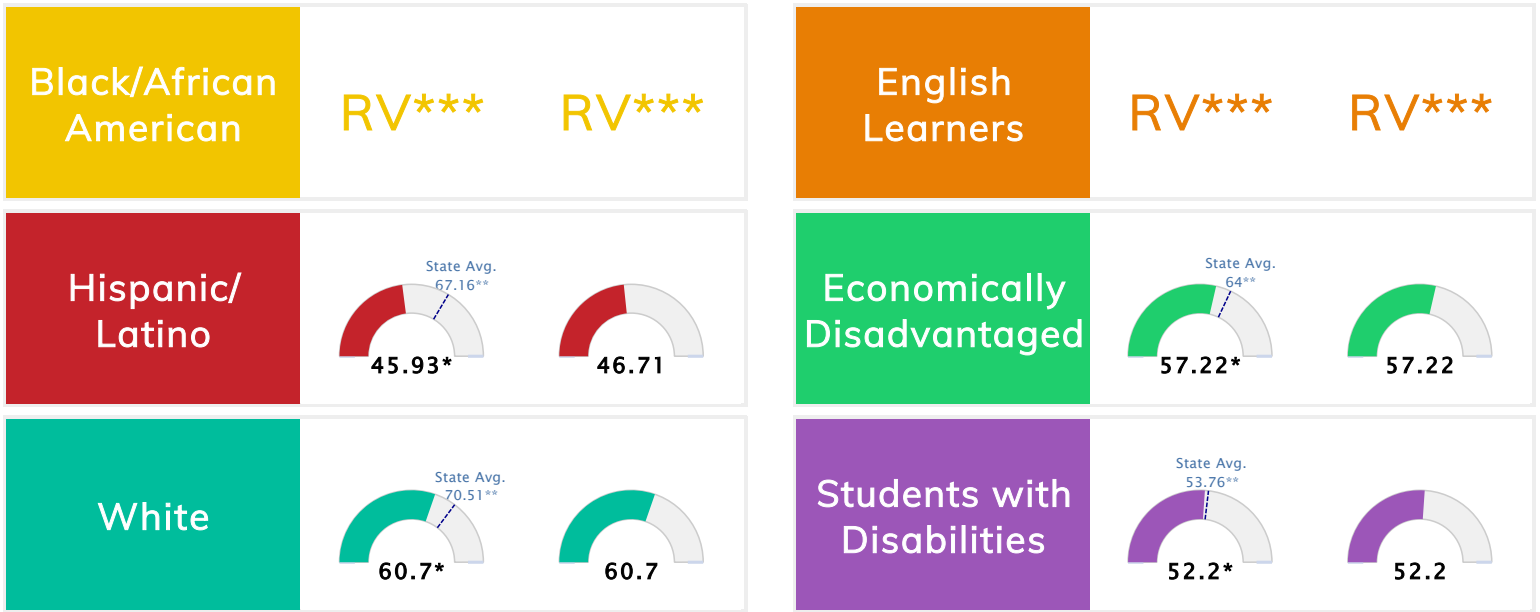 Black/African
American
RV*** RV***
English
Learners
RV*** RV***
Hispanic/
Latino
State Avg.
67.16**
45.93* 46.71
Economically
Disadvantaged
State Avg.
64**
57.22* 57.22
White
State Avg.
70.51**
60.7* 60.7
Students with
Disabilities
State Avg.
53.76**
52.2* 52.2